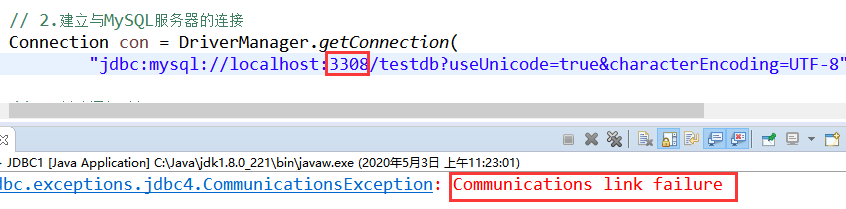 // 2.建立与MySQL服务器的连接
Connection con = DriverManager.getConnection(
"jdbc:mysql://localhost:3308/testdb?useUnicode=true&characterEncoding=UTF-8"
JDBC1 [Java Application] C:\Java\jdk1.8.0_221\bin\javaw.exe (2020年5月3日 上午11:23:01)
dbc.exceptions.jdbc4.CommunicationsException: Communications link failure